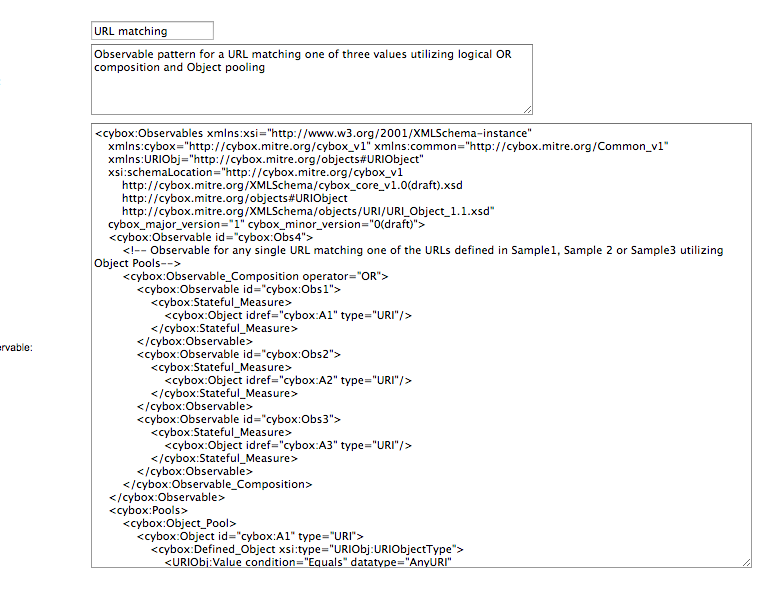 URL matching
Observable pattern for a URL matching one of three values utilizing logical OR
composition and Object pooling
<cybox:Observables xmlns:xsi="http://www.w3.org/2001/XMLSchema-instance"
xmlns:cybox="http://cybox.mitre.org/cybox_v1" xmlns:common="http://cybox.mitre.org/Common_v1"
xmlns:URIObj="http://cybox.mitre.org/objects#URIObject"
xsi:schemaLocation="http://cybox.mitre.org/cybox_v1
http://cybox.mitre.org/XMLSchema/cybox_core_v1.0(draft).xsd
http://cybox.mitre.org/objects#URIObject
http://cybox.mitre.org/XMLSchema/objects/URI/URI_Object_1.1.xsd"
cybox_major_version="1" cybox_minor_version="0(draft)">
<cybox:Observable id="cybox:Obs4">
<!-- Observable for any single URL matching one of the URLs defined in Sample1, Sample 2 or Sample3 utilizing
Object Pools-->
<cybox:Observable_Composition operator="OR">
<cybox:Observable id="cybox:Obs1">
<cybox:Stateful_Measure>
<cybox:Object idref="cybox:A1" type="URI"/>
</cybox:Stateful_Measure>
</cybox:Observable>
<cybox:Observable id="cybox:Obs2">
<cybox:Stateful_Measure>
<cybox:Object idref="cybox:A2" type="URI"/>
</cybox:Stateful_Measure>
</cybox:Observable>
<cybox:Observable id="cybox:Obs3">
<cybox:Stateful_Measure>
rvable:
<cybox:Object idref="cybox:A3" type="URI"/>
</cybox:Stateful_Measure>
</cybox:Observable>
</cybox:Observable_Composition>
</cybox:Observable>
<cybox:Pools>
<cybox:Object_Pool>
<cybox:Object id="cybox:A1" type="URI">
<cybox:Defined_Object xsi:type="URIObj:URIObjectType">
<URIObj:Value condition="Equals" datatype="AnyURI"